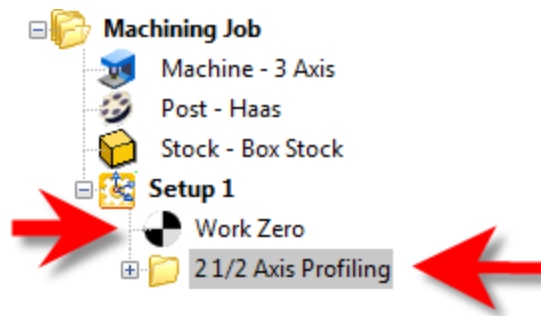 Machining Job
Machine - 3 Axis
Post - Haas
Stock - Box Stock
Setup 1
Work Zero
2 1/2 Axis Profiling